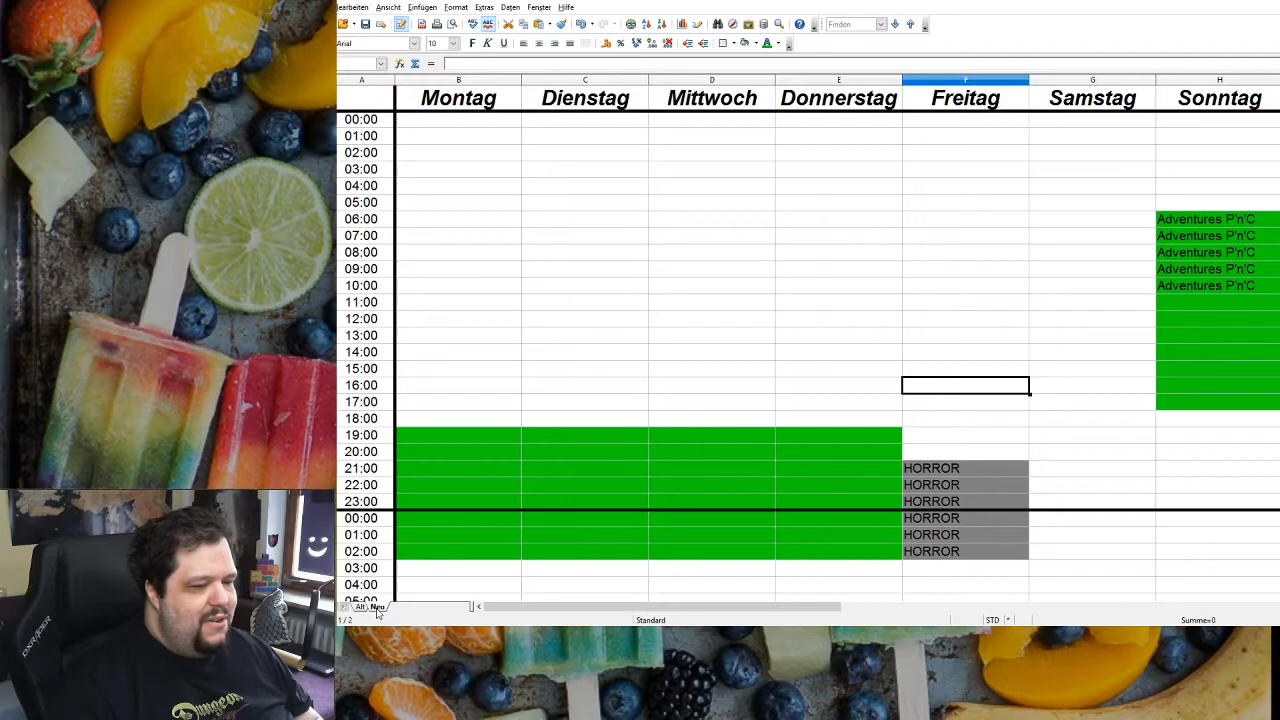 earbeiten Ansicht Einfügen Format Extras Daten Fenster Hilfe
Finden
Arial 10 F K U
A B C D E F G H
Montag Dienstag Mittwoch Donnerstag Freitag Samstag Sonntag
00:00
01:00
02:00
03:00
04:00
05:00
06:00 Adventures P'n'C
07:00 Adventures P'n'C
08:00 Adventures P'n'C
09:00 Adventures P'n'C
10:00 Adventures P'n'C
11:00
12:00
13:00
14:00
15:00
16:00
17:00
18:00
19:00
20:00
21:00 HORROR
22:00 HORROR
23:00 HORROR
00:00 HORROR
01:00 HORROR
02:00 HORROR
03:00
04:00
Alt Neu
1 / 2 Standard STD * Summe=0
DXRACER
Dungeon